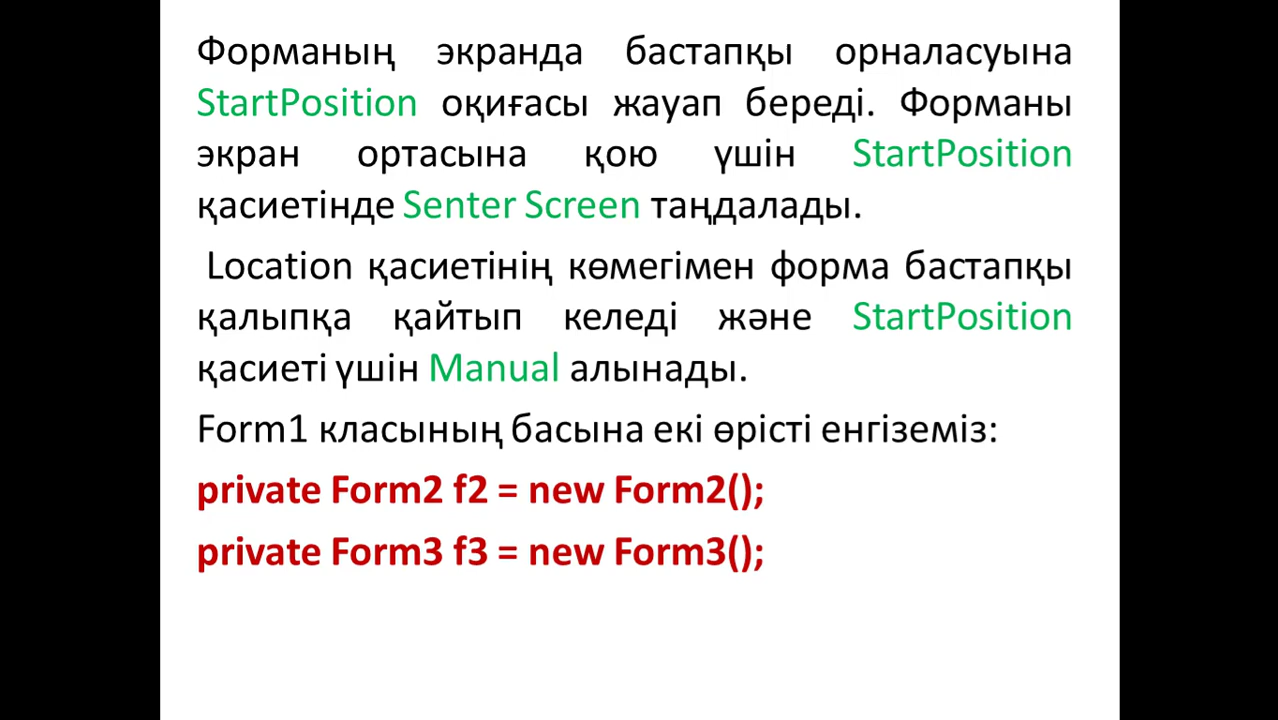 Форманың экранда бастапқы орналасуына
StartPosition оқиғасы жауап береді. Форманы
экран ортасына қою үшін StartPosition
қасиетінде Senter Screen таңдалады.
Location қасиетінің көмегімен форма бастапқы
қалыпқа қайтып келеді және StartPosition
қасиеті үшін Manual алынады.
Form1 класының басына екі өрісті енгіземіз:
private Form2 f2 = new Form2();
private Form3 f3 = new Form3();